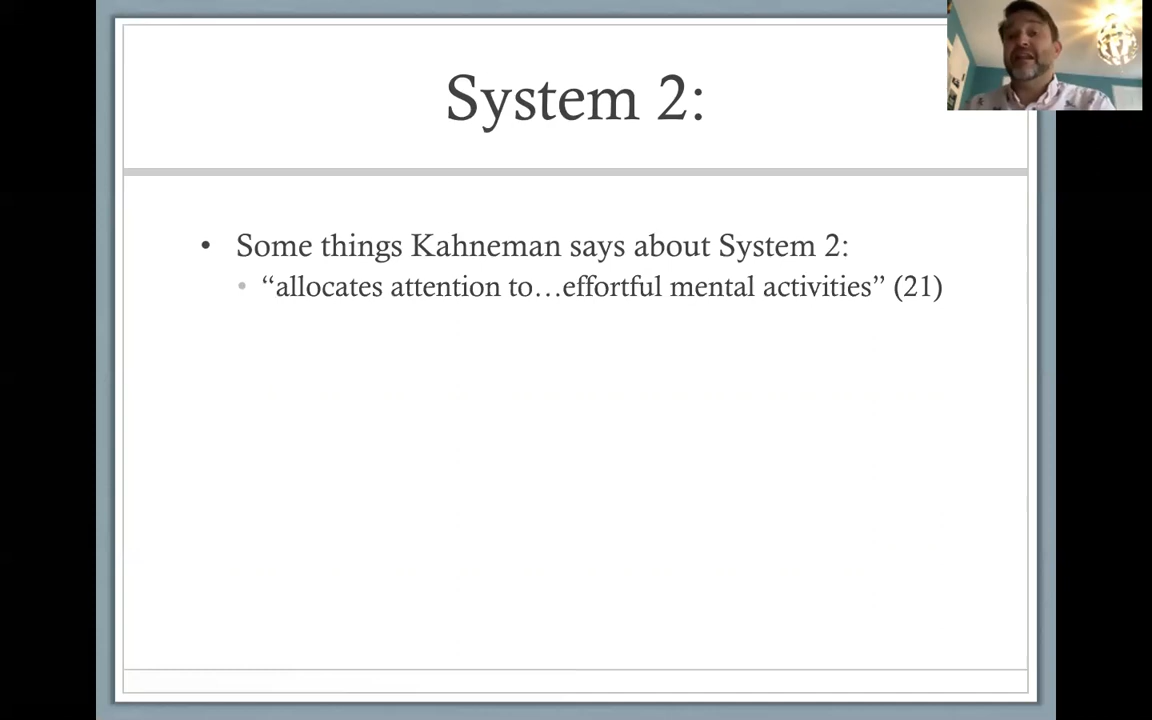 System 2:
• Some things Kahneman says about System 2:
• “allocates attention to…effortful mental activities” (21)